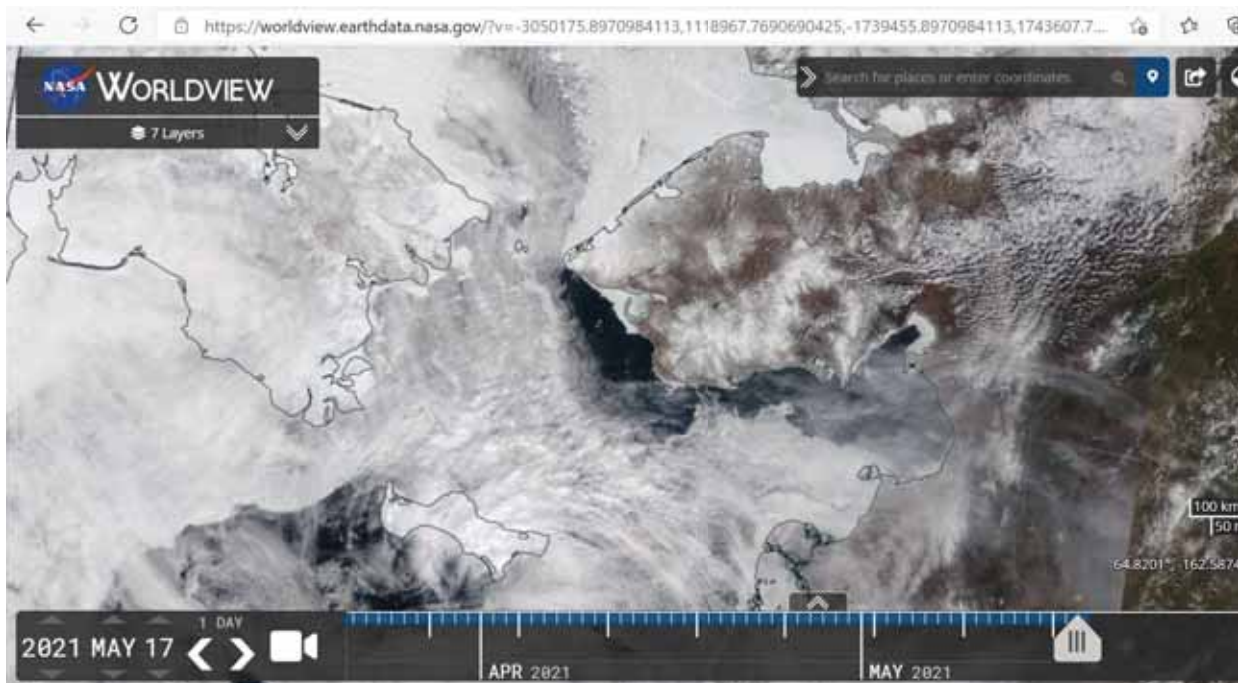 https://worldview.earthdata.nasa.gov/?v=-3050175.8970984113,1118967.7690690425,-1739455.8970984113,1743607.7....
NASA WORLDVIEW
7 Layers
Search for places or enter coordinates
100 km
50 
64.8201°, -162.5874
1 DAY
2021 MAY 17
APR 2021
MAY 2021